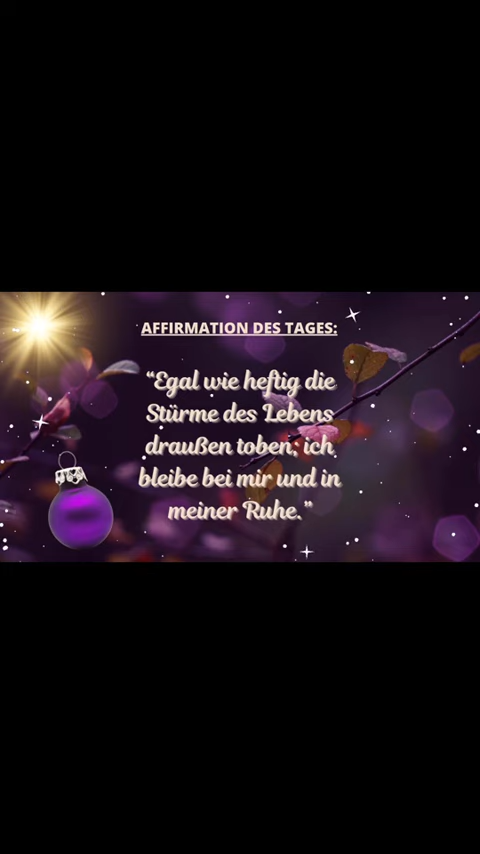 AFFIRMATION DES TAGES:
“Egal wie heftig die
Stürme des Lebens
draußen toben; ich
bleibe bei mir und in
meiner Ruhe.”